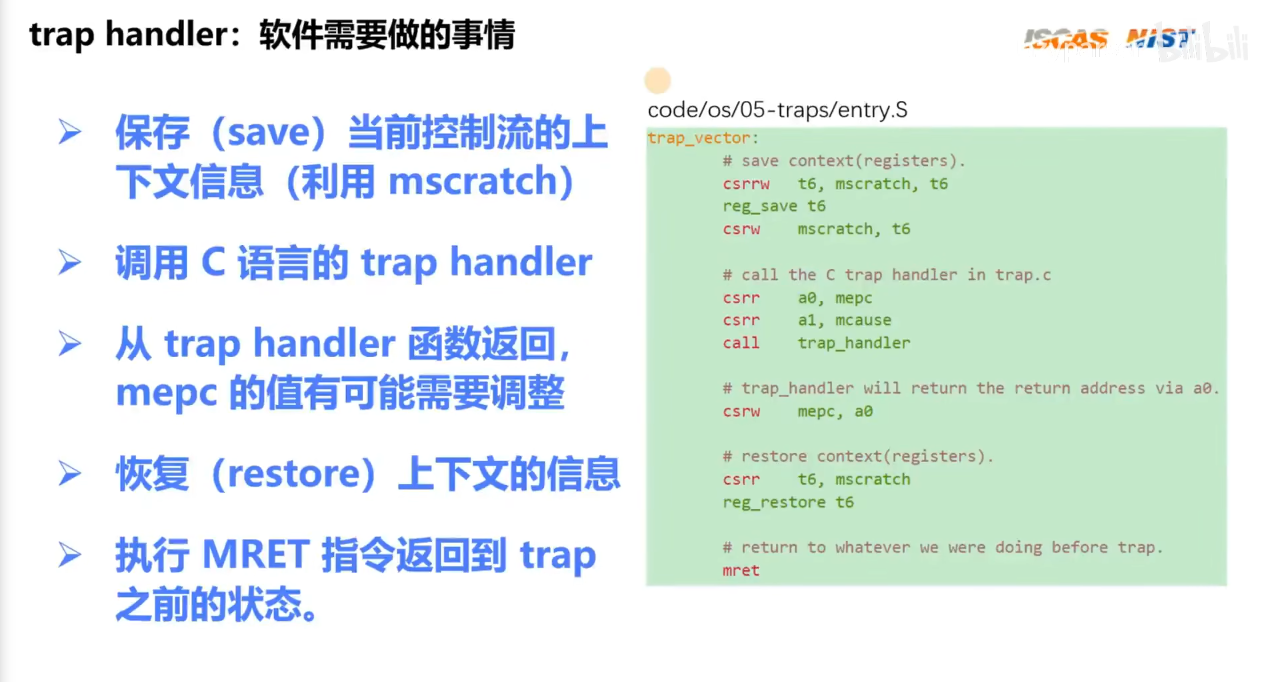 trap handler：软件需要做的事情
ISCAS NIST
bilibili
➢ 保存（save）当前控制流的上
下文信息（利用 mscratch）
➢ 调用 C 语言的 trap handler
➢ 从 trap handler 函数返回，
mepc 的值有可能需要调整
➢ 恢复（restore）上下文的信息
➢ 执行 MRET 指令返回到 trap
之前的状态。
code/os/05-traps/entry.S
trap_vector:
# save context(registers).
csrrw t6, mscratch, t6
reg_save t6
csrw mscratch, t6
# call the C trap handler in trap.c
csrr a0, mepc
csrr a1, mcause
call trap_handler
# trap_handler will return the return address via a0.
csrw mepc, a0
# restore context(registers).
csrr t6, mscratch
reg_restore t6
# return to whatever we were doing before trap.
mret